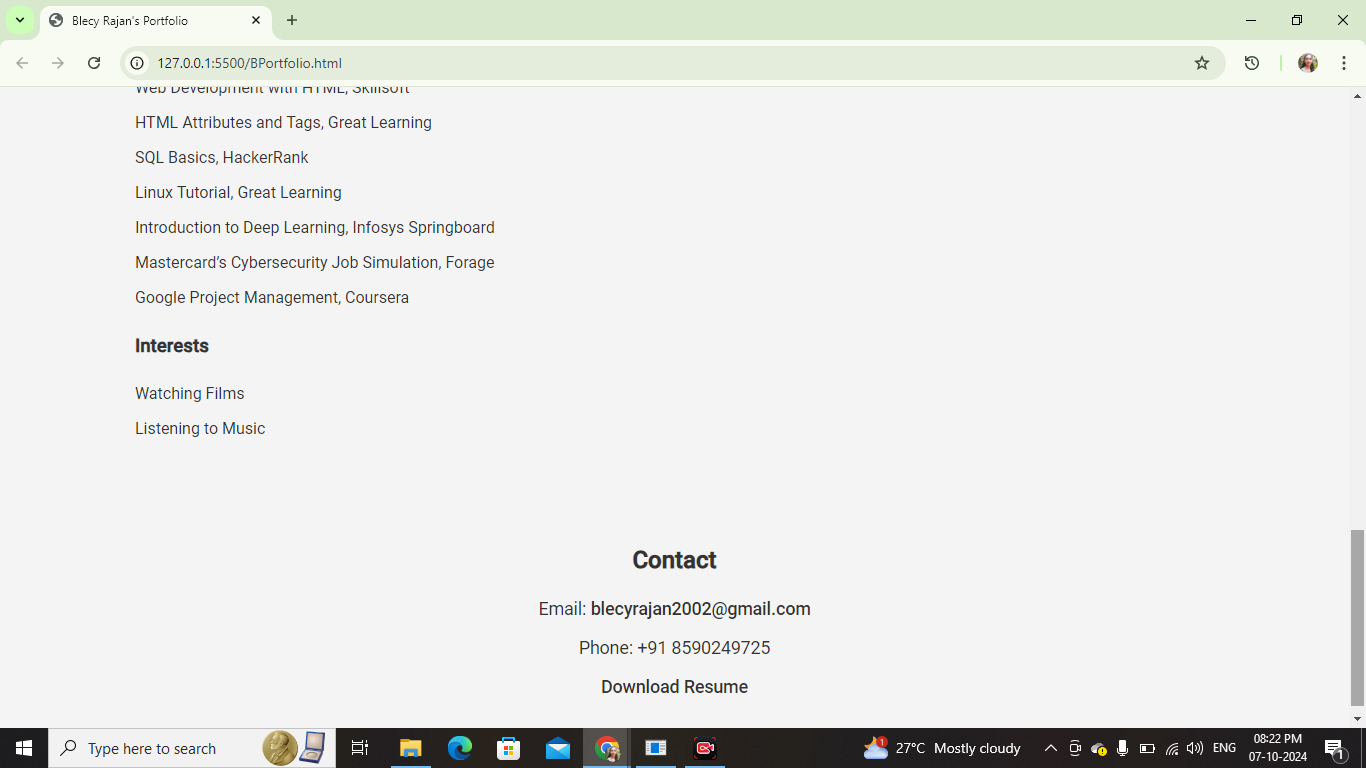 Blecy Rajan's Portfolio
127.0.0.1:5500/BPortfolio.html
Web Development with HTML, Skillsoft
HTML Attributes and Tags, Great Learning
SQL Basics, HackerRank
Linux Tutorial, Great Learning
Introduction to Deep Learning, Infosys Springboard
Mastercard’s Cybersecurity Job Simulation, Forage
Google Project Management, Coursera
Interests
Watching Films
Listening to Music
Contact
Email: blecyrajan2002@gmail.com
Phone: +91 8590249725
Download Resume
Type here to search
1
27°C Mostly cloudy
ENG
08:22 PM
07-10-2024
1